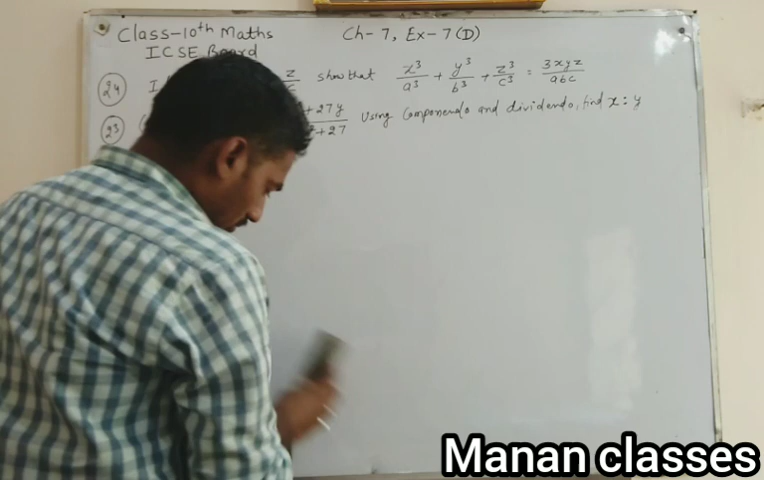 Class-10th Maths Ch-7, Ex-7(D)
ICSE Board
24 I z/c show that x³/a³ + y³/b³ + z³/c³ = 3xyz/abc
23 ( + 27y / + 27 Using Componendo and dividendo, find x : y
Manan classes